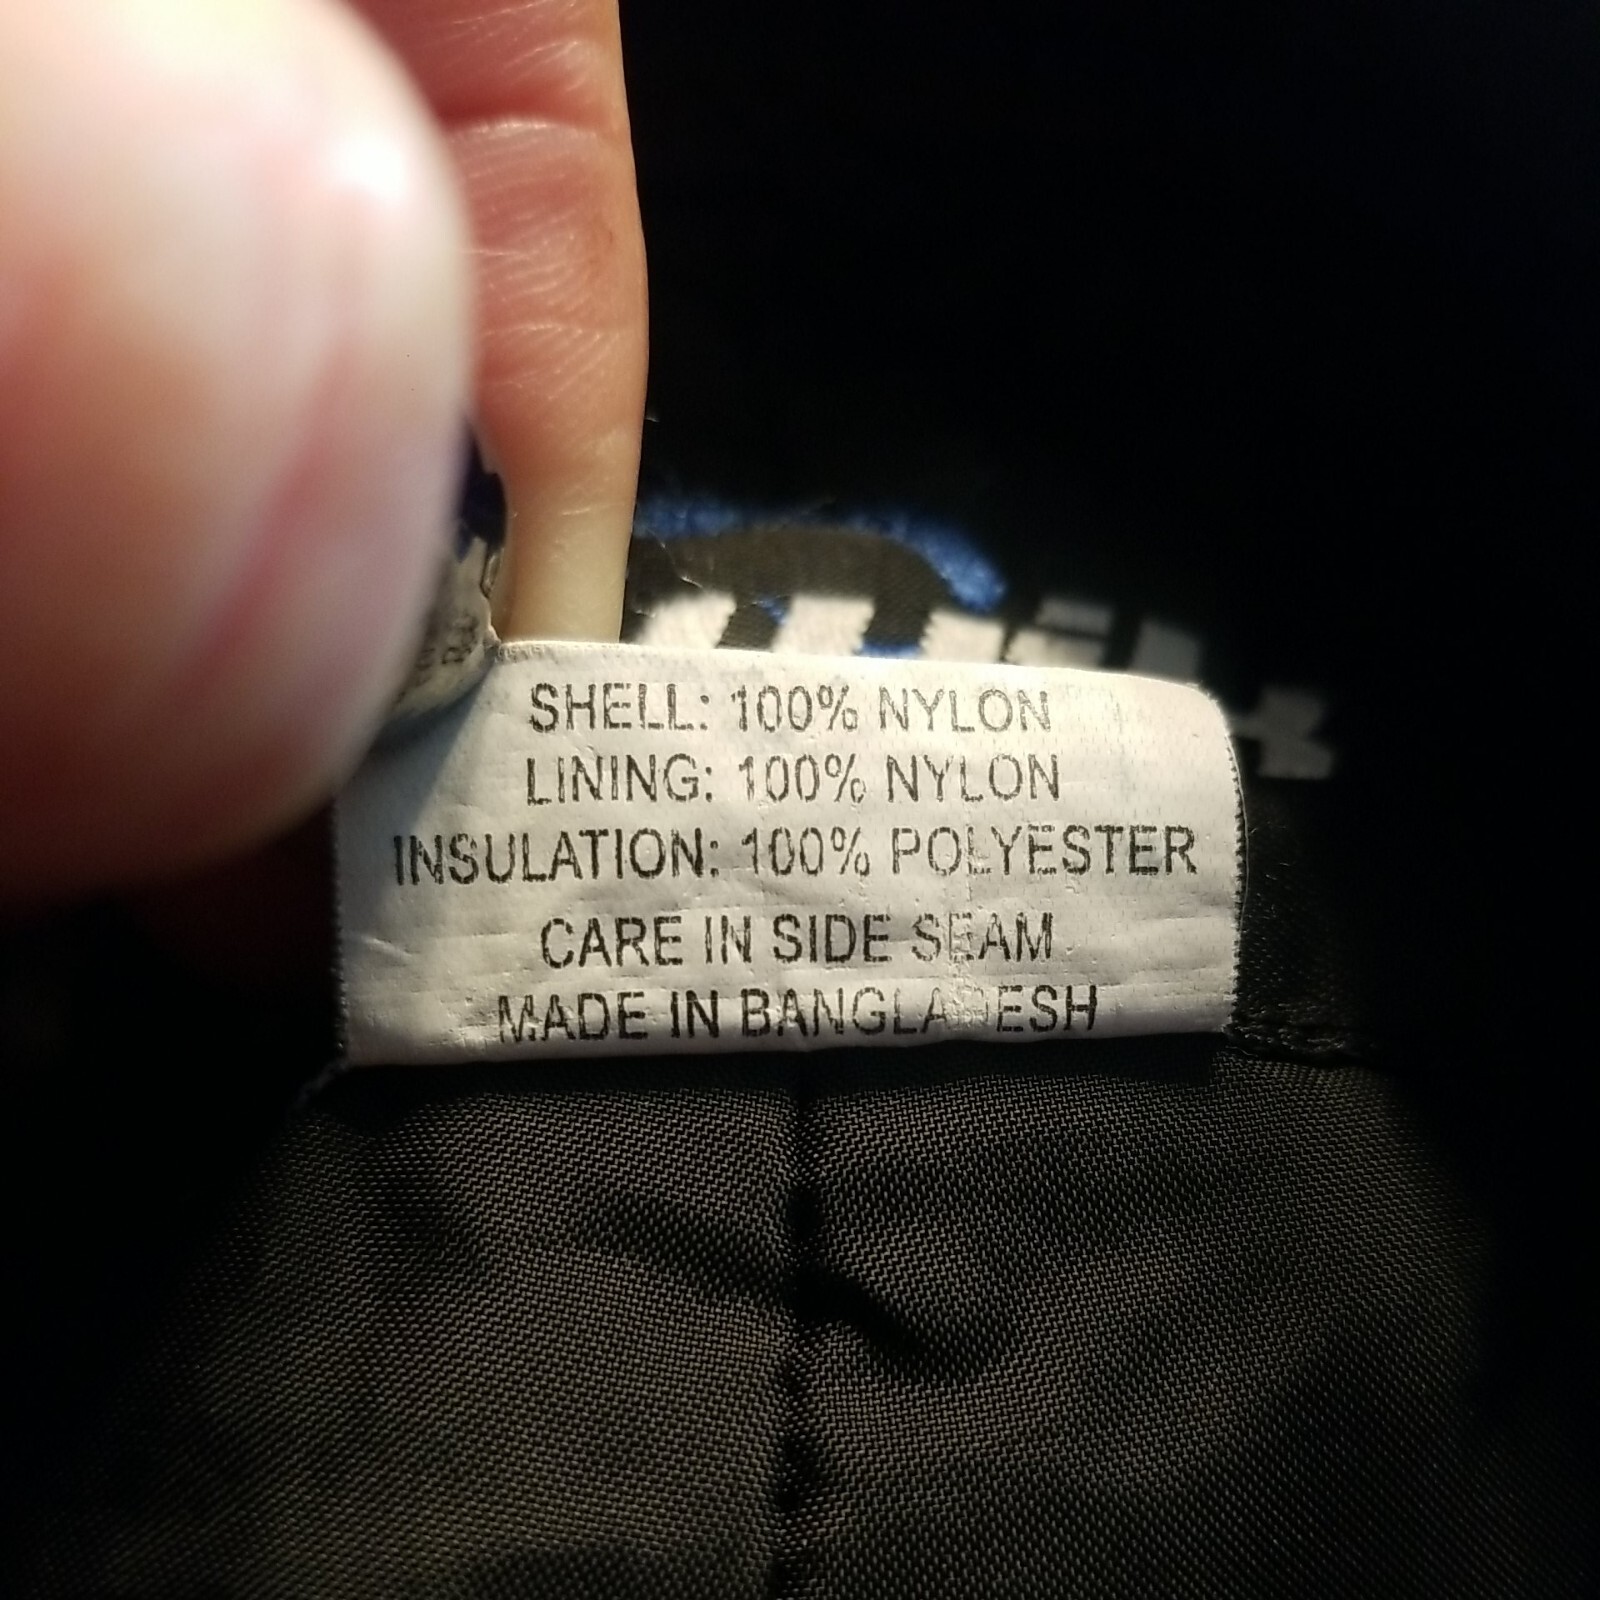 SHELL: 100% NYLON
LINING: 100% NYLON
INSULATION: 100% POLYESTER
CARE IN SIDE SEAM
MADE IN BANGLADESH